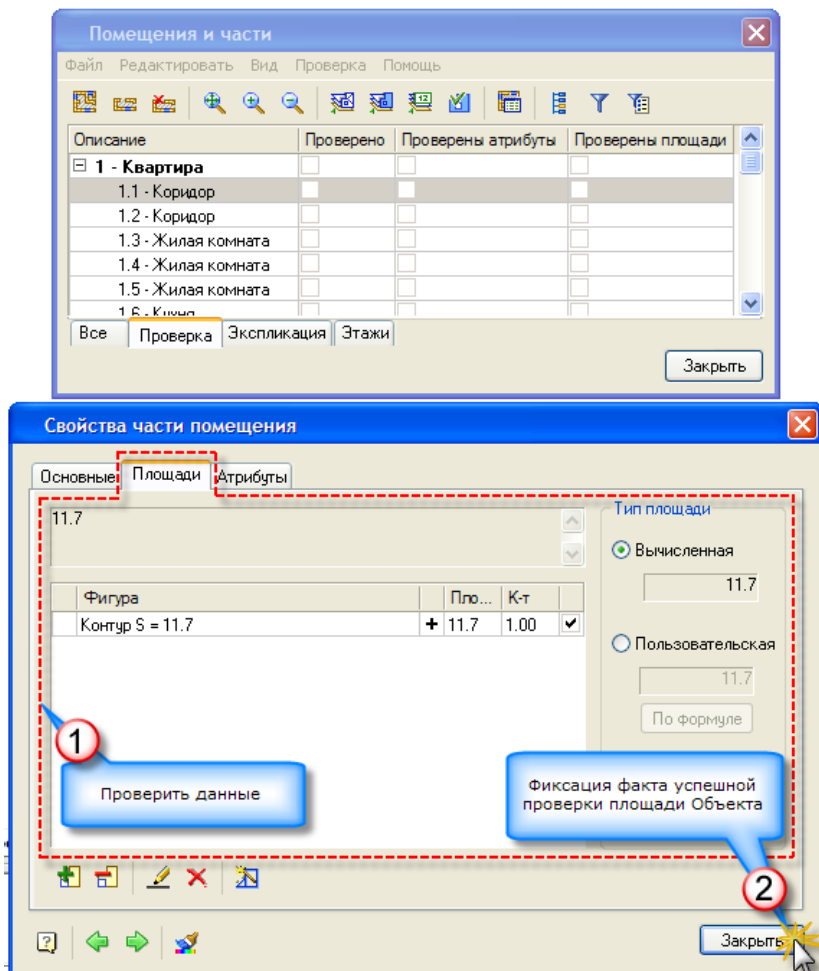 Помещения и части
Файл Редактировать Вид Проверка Помощь
Описание Проверено Проверены атрибуты Проверены площади
1 - Квартира
1.1 - Коридор
1.2 - Коридор
1.3 - Жилая комната
1.4 - Жилая комната
1.5 - Жилая комната
1.6 - Кухня
Все Проверка Экспликация Этажи
Закрыть
Свойства части помещения
Основные Площади Атрибуты
11.7
Тип площади
Вычисленная
11.7
Фигура Пло... К-т
Контур S = 11.7 + 11.7 1.00
Пользовательская
11.7
По формуле
1
Проверить данные
Фиксация факта успешной
проверки площади Объекта
2
Закрыть